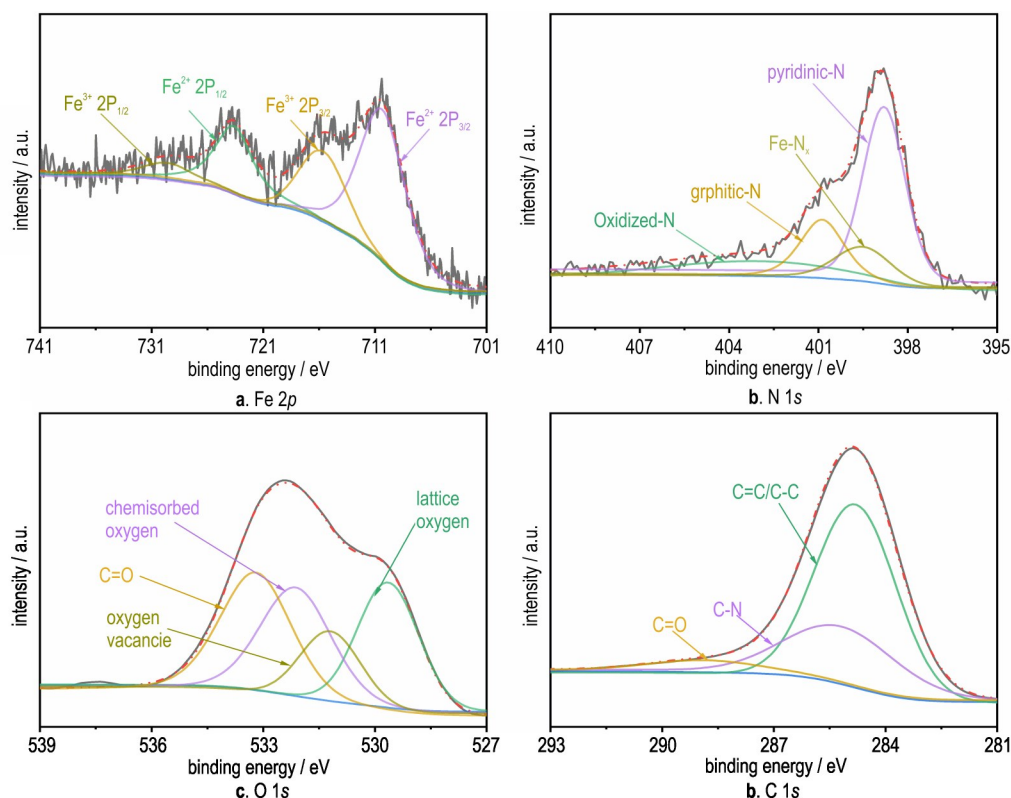 Fe³⁺ 2P₁/₂
Fe²⁺ 2P₁/₂
Fe³⁺ 2P₃/₂
Fe²⁺ 2P₃/₂
intensity / a.u.
741 731 721 711 701
binding energy / eV
a. Fe 2p
pyridinic-N
Fe-Nₓ
grphitic-N
Oxidized-N
intensity / a.u.
410 407 404 401 398 395
binding energy / eV
b. N 1s
chemisorbed
oxygen
lattice
oxygen
C=O
oxygen
vacancie
intensity / a.u.
539 536 533 530 527
binding energy / eV
c. O 1s
C=C/C-C
C-N
C=O
intensity / a.u.
293 290 287 284 281
binding energy / eV
b. C 1s